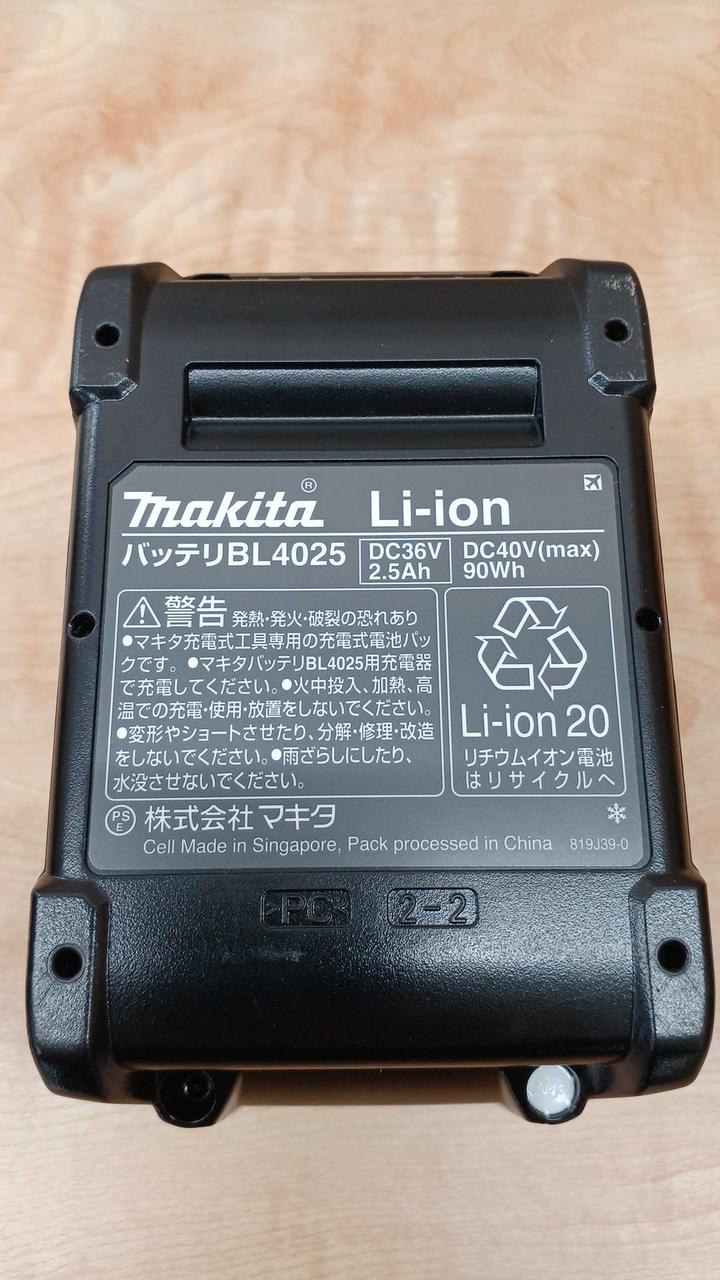 makita® Li-ion
バッテリBL4025 DC36V 2.5Ah DC40V(max) 90Wh
⚠警告 発熱・発火・破裂の恐れあり
●マキタ充電式工具専用の充電式電池パッ
クです。●マキタバッテリBL4025用充電器
で充電してください。●火中投入、加熱、高
温での充電・使用・放置をしないでください。
●変形やショートさせたり、分解・修理・改造
をしないでください。●雨ざらしにしたり、
水没させないでください。
Li-ion 20
リチウムイオン電池
はリサイクルへ
PSE 株式会社マキタ
Cell Made in Singapore, Pack processed in China 819J39-0
>PC< 2-2